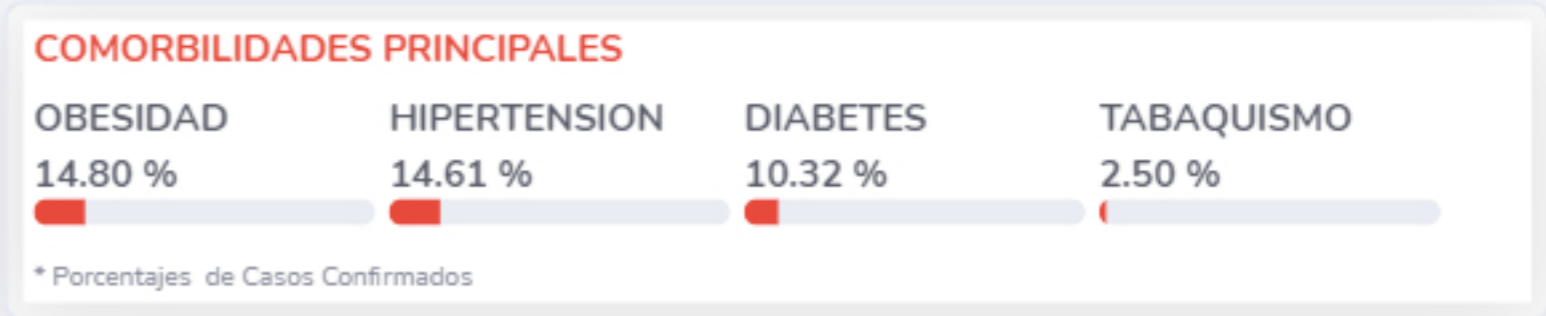 COMORBILIDADES PRINCIPALES
OBESIDAD HIPERTENSION DIABETES TABAQUISMO
14.80 % 14.61 % 10.32 % 2.50 %
* Porcentajes de Casos Confirmados